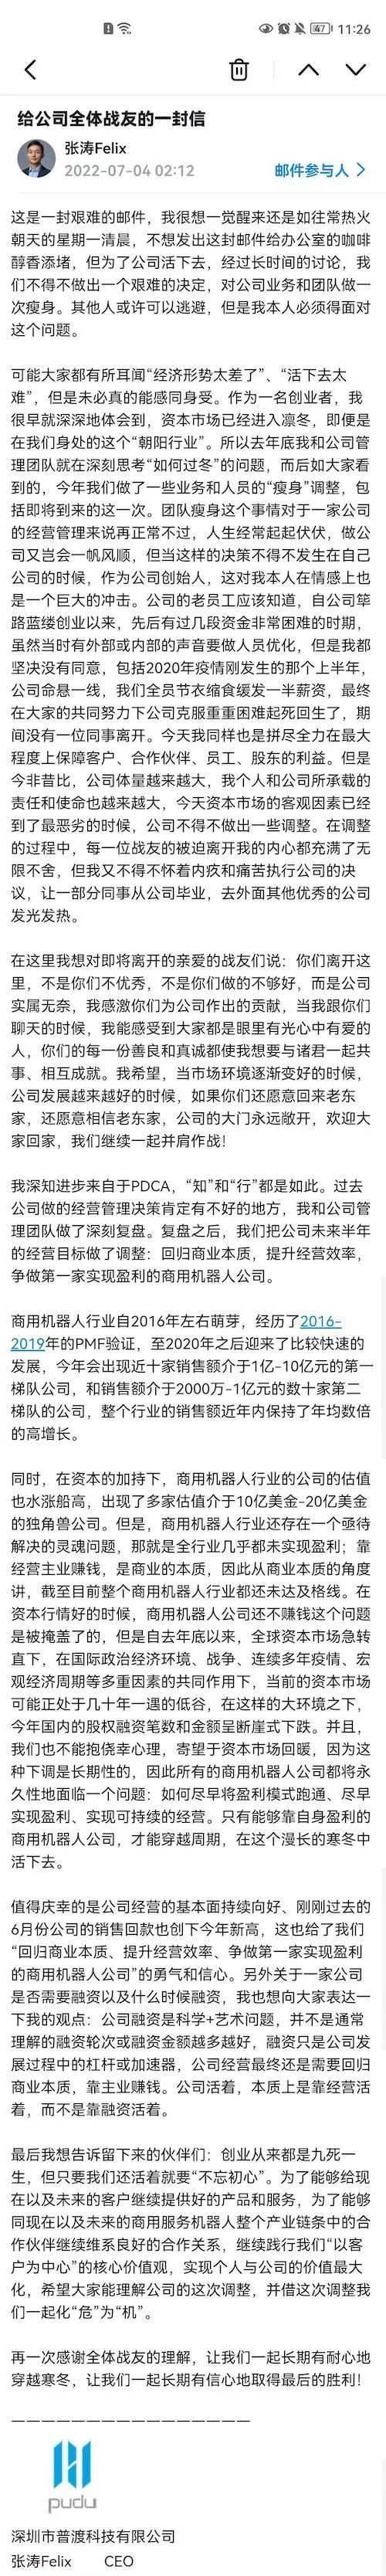 47 11:26
给公司全体战友的一封信
张涛Felix
2022-07-04 02:12
邮件参与人
这是一封艰难的邮件，我很想一觉醒来还是如往常热火
朝天的星期一清晨，不想发出这封邮件给办公室的咖啡
醇香添堵，但为了公司活下去，经过长时间的讨论，我
们不得不做出一个艰难的决定，对公司业务和团队做一
次瘦身。其他人或许可以逃避，但是我本人必须得面对
这个问题。
可能大家都有所耳闻“经济形势太差了”、“活下去太
难”，但是未必真的能感同身受。作为一名创业者，我
很早就深深地体会到，资本市场已经进入凛冬，即便是
在我们身处的这个“朝阳行业”。所以去年底我和公司管
理团队就在深刻思考“如何过冬”的问题，而后如大家看
到的，今年我们做了一些业务和人员的“瘦身”调整，包
括即将到来的这一次。团队瘦身这个事情对于一家公司
的经营管理来说再正常不过，人生经常起起伏伏，做公
司又岂会一帆风顺，但当这样的决策不得不发生在自己
公司的时候，作为公司创始人，这对我本人在情感上也
是一个巨大的冲击。公司的老员工应该知道，自公司筚
路蓝缕创业以来，先后有过几段资金非常困难的时期，
虽然当时有外部或内部的声音要做人员优化，但是我都
坚决没有同意，包括2020年疫情刚发生的那个上半年，
公司命悬一线，我们全员节衣缩食缓发一半薪资，最终
在大家的共同努力下公司克服重重困难起死回生了，期
间没有一位同事离开。今天我同样也是拼尽全力在最大
程度上保障客户、合作伙伴、员工、股东的利益。但是
今非昔比，公司体量越来越大，我个人和公司所承载的
责任和使命也越来越大，今天资本市场的客观因素已经
到了最恶劣的时候，公司不得不做出一些调整。在调整
的过程中，每一位战友的被迫离开我的内心都充满了无
限不舍，但我又不得不怀着内疚和痛苦执行公司的决
议，让一部分同事从公司毕业，去外面其他优秀的公司
发光发热。
在这里我想对即将离开的亲爱的战友们说：你们离开这
里，不是你们不优秀，不是你们做的不够好，而是公司
实属无奈，我感激你们为公司作出的贡献，当我跟你们
聊天的时候，我能感受到大家都是眼里有光心中有爱的
人，你们的每一份善良和真诚都使我想要与诸君一起共
事、相互成就。我希望，当市场环境逐渐变好的时候，
公司发展越来越好的时候，如果你们还愿意回来老东
家，还愿意相信老东家，公司的大门永远敞开，欢迎大
家回家，我们继续一起并肩作战！
我深知进步来自于PDCA，“知”和“行”都是如此。过去
公司做的经营管理决策肯定有不好的地方，我和公司管
理团队做了深刻复盘。复盘之后，我们把公司未来半年
的经营目标做了调整：回归商业本质，提升经营效率，
争做第一家实现盈利的商用机器人公司。
商用机器人行业自2016年左右萌芽，经历了2016-
2019年的PMF验证，至2020年之后迎来了比较快速的
发展，今年会出现近十家销售额介于1亿-10亿元的第一
梯队公司，和销售额介于2000万-1亿元的数十家第二
梯队的公司，整个行业的销售额近年内保持了年均数倍
的高增长。
同时，在资本的加持下，商用机器人行业的公司的估值
也水涨船高，出现了多家估值介于10亿美金-20亿美金
的独角兽公司。但是，商用机器人行业还存在一个亟待
解决的灵魂问题，那就是全行业几乎都未实现盈利；靠
经营主业赚钱，是商业的本质，因此从商业本质的角度
讲，截至目前整个商用机器人行业都还未达及格线。在
资本行情好的时候，商用机器人公司还不赚钱这个问题
是被掩盖了的，但是自去年底以来，全球资本市场急转
直下，在国际政治经济环境、战争、连续多年疫情、宏
观经济周期等多重因素的共同作用下，当前的资本市场
可能正处于几十年一遇的低谷，在这样的大环境之下，
今年国内的股权融资笔数和金额呈断崖式下跌。并且，
我们也不能抱侥幸心理，寄望于资本市场回暖，因为这
种下调是长期性的，因此所有的商用机器人公司都将永
久性地面临一个问题：如何尽早将盈利模式跑通、尽早
实现盈利、实现可持续的经营。只有能够靠自身盈利的
商用机器人公司，才能穿越周期，在这个漫长的寒冬中
活下去。
值得庆幸的是公司经营的基本面持续向好、刚刚过去的
6月份公司的销售回款也创下今年新高，这也给了我们
“回归商业本质、提升经营效率、争做第一家实现盈利
的商用机器人公司”的勇气和信心。另外关于一家公司
是否需要融资以及什么时候融资，我也想向大家表达一
下我的观点：公司融资是科学+艺术问题，并不是通常
理解的融资轮次或融资金额越多越好，融资只是公司发
展过程中的杠杆或加速器，公司经营最终还是需要回归
商业本质，靠主业赚钱。公司活着，本质上是靠经营活
着，而不是靠融资活着。
最后我想告诉留下来的伙伴们：创业从来都是九死一
生，但只要我们还活着就要“不忘初心”。为了能够给现
在以及未来的客户继续提供好的产品和服务，为了能够
同现在以及未来的商用服务机器人整个产业链条中的合
作伙伴继续维系良好的合作关系，继续践行我们“以客
户为中心”的核心价值观，实现个人与公司的价值最大
化，希望大家能理解公司的这次调整，并借这次调整我
们一起化“危”为“机”。
再一次感谢全体战友的理解，让我们一起长期有耐心地
穿越寒冬，让我们一起长期有信心地取得最后的胜利！
pudu
深圳市普渡科技有限公司
张涛Felix CEO